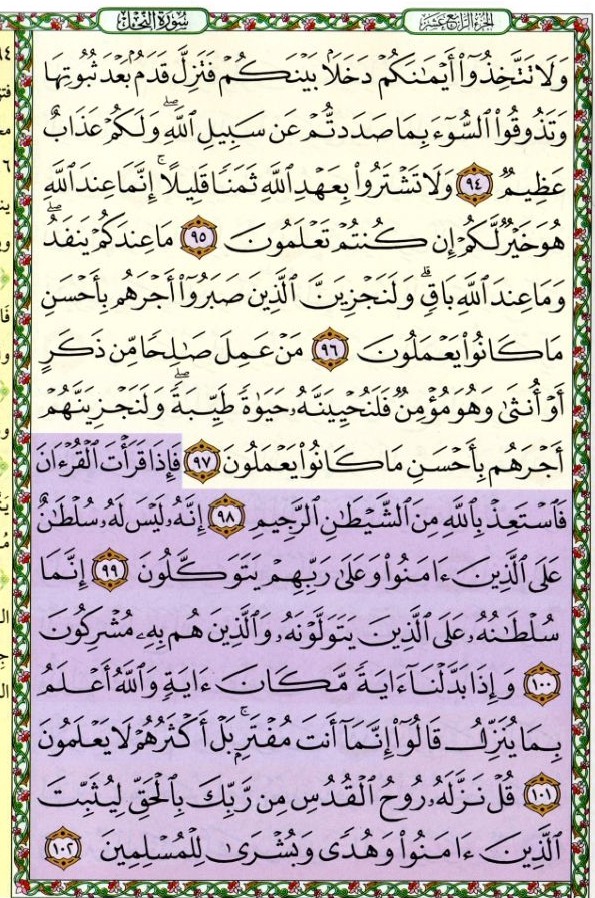 الجزء الرابع عشر
سورة النحل
وَلَا تَتَّخِذُوٓا۟ أَيْمَٰنَكُمْ دَخَلًۢا بَيْنَكُمْ فَتَزِلَّ قَدَمٌۢ بَعْدَ ثُبُوتِهَا
وَتَذُوقُوا۟ ٱلسُّوٓءَ بِمَا صَدَدتُّمْ عَن سَبِيلِ ٱللَّهِ ۖ وَلَكُمْ عَذَابٌ
عَظِيمٌ ٩٤ وَلَا تَشْتَرُوا۟ بِعَهْدِ ٱللَّهِ ثَمَنًا قَلِيلًا ۚ إِنَّمَا عِندَ ٱللَّهِ
هُوَ خَيْرٌ لَّكُمْ إِن كُنتُمْ تَعْلَمُونَ ٩٥ مَا عِندَكُمْ يَنفَدُ ۖ
وَمَا عِندَ ٱللَّهِ بَاقٍ ۗ وَلَنَجْزِيَنَّ ٱلَّذِينَ صَبَرُوٓا۟ أَجْرَهُم بِأَحْسَنِ
مَا كَانُوا۟ يَعْمَلُونَ ٩٦ مَنْ عَمِلَ صَٰلِحًا مِّن ذَكَرٍ
أَوْ أُنثَىٰ وَهُوَ مُؤْمِنٌ فَلَنُحْيِيَنَّهُۥ حَيَوٰةً طَيِّبَةً ۖ وَلَنَجْزِيَنَّهُمْ
أَجْرَهُم بِأَحْسَنِ مَا كَانُوا۟ يَعْمَلُونَ ٩٧ فَإِذَا قَرَأْتَ ٱلْقُرْءَانَ
فَٱسْتَعِذْ بِٱللَّهِ مِنَ ٱلشَّيْطَٰنِ ٱلرَّجِيمِ ٩٨ إِنَّهُۥ لَيْسَ لَهُۥ سُلْطَٰنٌ
عَلَى ٱلَّذِينَ ءَامَنُوا۟ وَعَلَىٰ رَبِّهِمْ يَتَوَكَّلُونَ ٩٩ إِنَّمَا
سُلْطَٰنُهُۥ عَلَى ٱلَّذِينَ يَتَوَلَّوْنَهُۥ وَٱلَّذِينَ هُم بِهِۦ مُشْرِكُونَ
١٠٠ وَإِذَا بَدَّلْنَآ ءَايَةً مَّكَانَ ءَايَةٍ ۙ وَٱللَّهُ أَعْلَمُ
بِمَا يُنَزِّلُ قَالُوٓا۟ إِنَّمَآ أَنتَ مُفْتَرٍۭ ۚ بَلْ أَكْثَرُهُمْ لَا يَعْلَمُونَ
١٠١ قُلْ نَزَّلَهُۥ رُوحُ ٱلْقُدُسِ مِن رَّبِّكَ بِٱلْحَقِّ لِيُثَبِّتَ
ٱلَّذِينَ ءَامَنُوا۟ وَهُدًى وَبُشْرَىٰ لِلْمُسْلِمِينَ ١٠٢